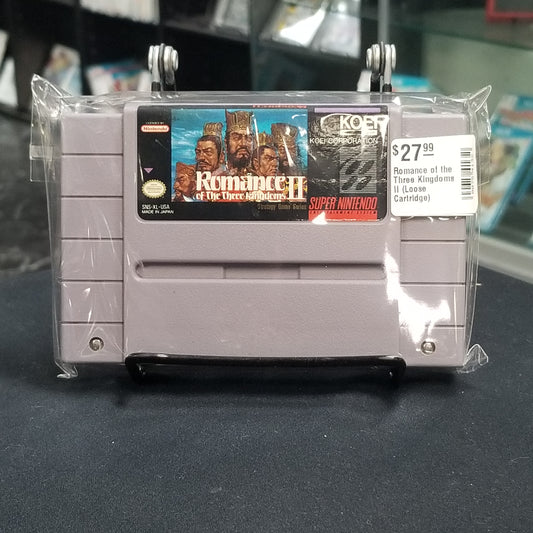 LICENSED BY
Nintendo
KOEI
KOEI CORPORATION
Romance II
of The Three Kingdoms
Strategy Game Series
SNS-XL-USA
MADE IN JAPAN
SUPER NINTENDO
$27.99
Romance of the
Three Kingdoms
II (Loose
Cartridge)